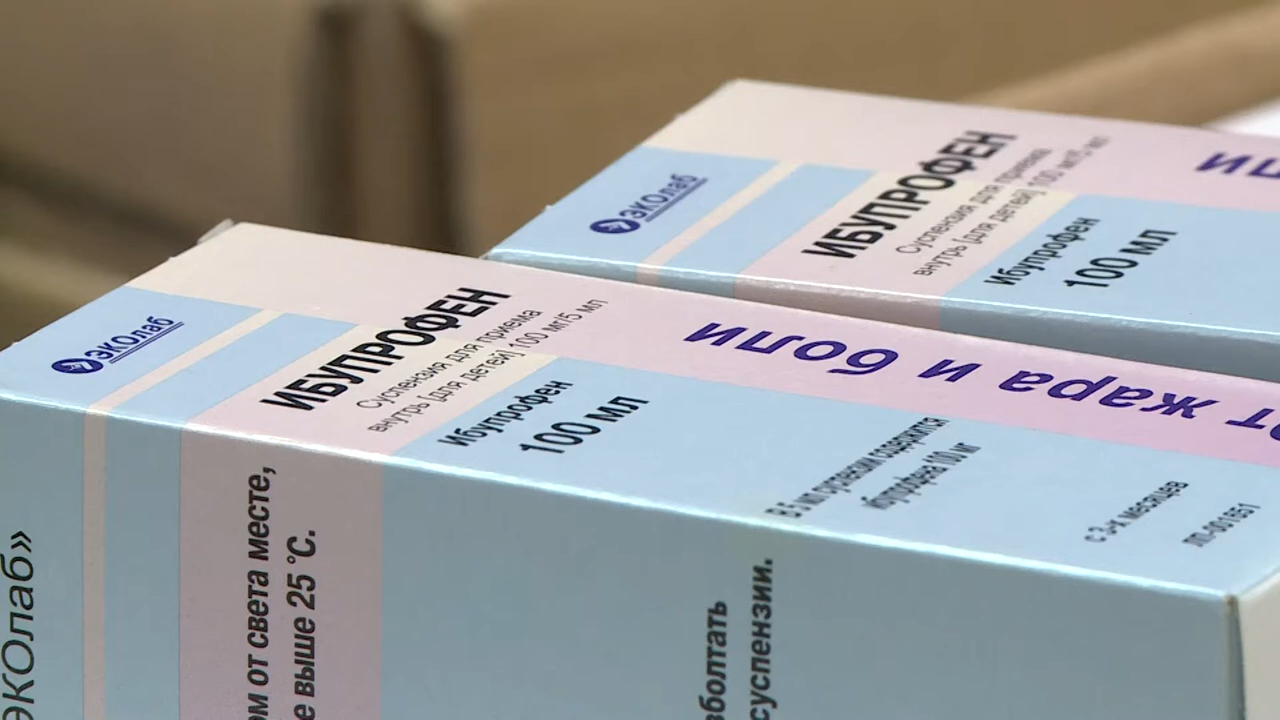 ЭКОлаб
ИБУПРОФЕН
Суспензия для приема
внутрь [для детей] 100 мг/5 мл
Ибупрофен
100 мл
ЭКОлаб
ИБУПРОФЕН
Суспензия для приема
внутрь [для детей] 100 мг/5 мл
Ибупрофен
100 мл
от жара и боли
В 5 мл суспензии содержится
ибупрофена 100 мг
с 3-х месяцев
ЛП-001851
ЭКОлаб»
от света месте,
выше 25 °C.
суспензии.